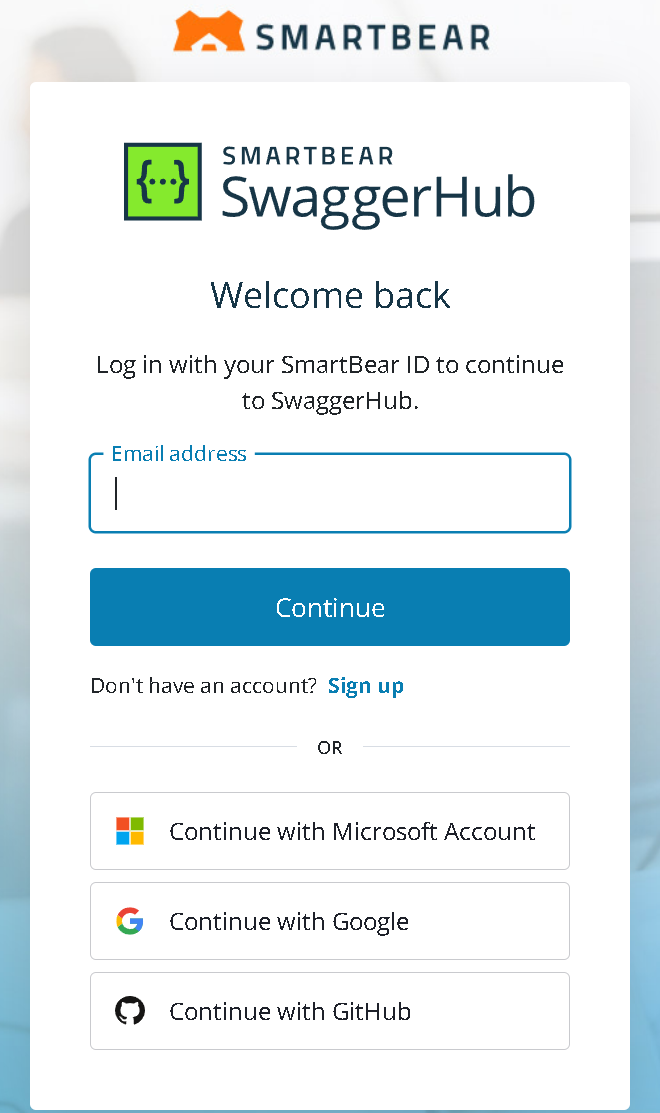 SMARTBEAR
{···} SMARTBEAR
SwaggerHub
Welcome back
Log in with your SmartBear ID to continue
to SwaggerHub.
Email address
Continue
Don't have an account? Sign up
OR
Continue with Microsoft Account
Continue with Google
Continue with GitHub